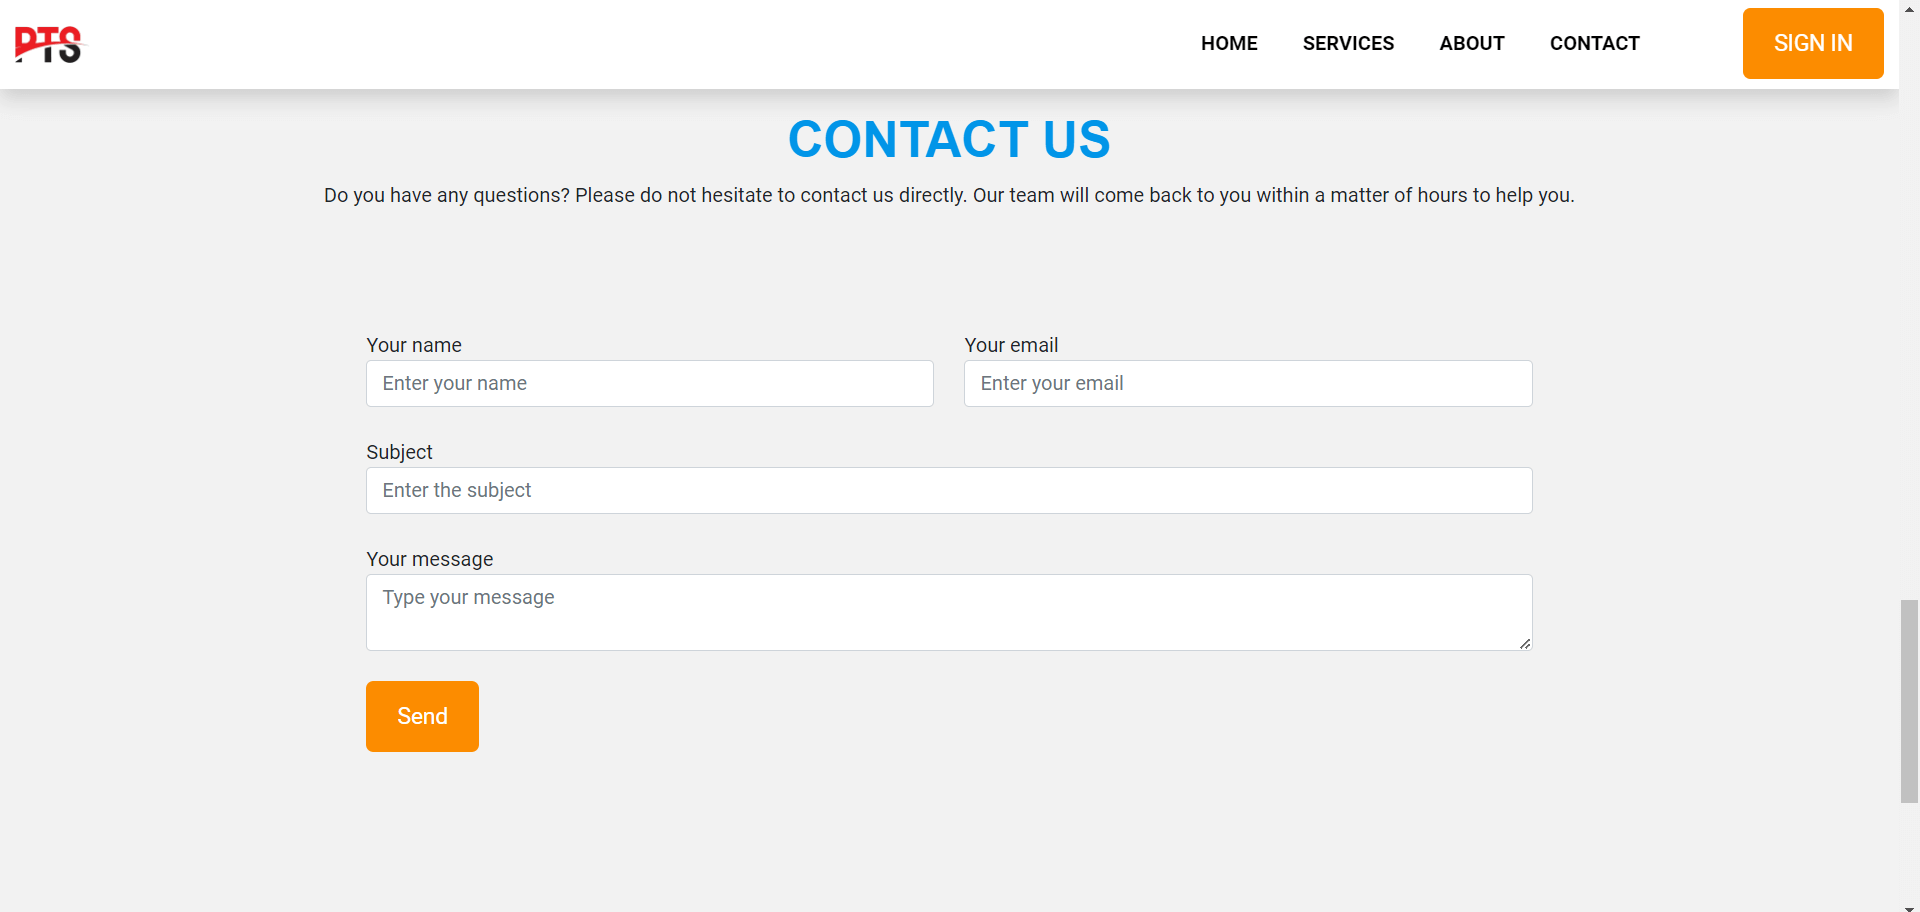 PTS
HOME SERVICES ABOUT CONTACT SIGN IN
CONTACT US
Do you have any questions? Please do not hesitate to contact us directly. Our team will come back to you within a matter of hours to help you.
Your name Your email
Enter your name Enter your email
Subject
Enter the subject
Your message
Type your message
Send